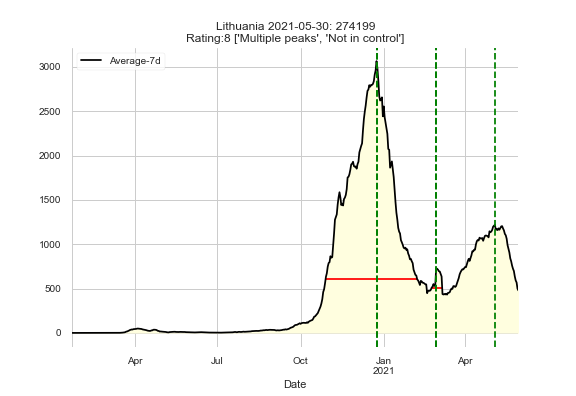 Lithuania 2021-05-30: 274199
Rating:8 ['Multiple peaks', 'Not in control']
Average-7d
3000
2500
2000
1500
1000
500
0
Apr Jul Oct Jan Apr
2021
Date